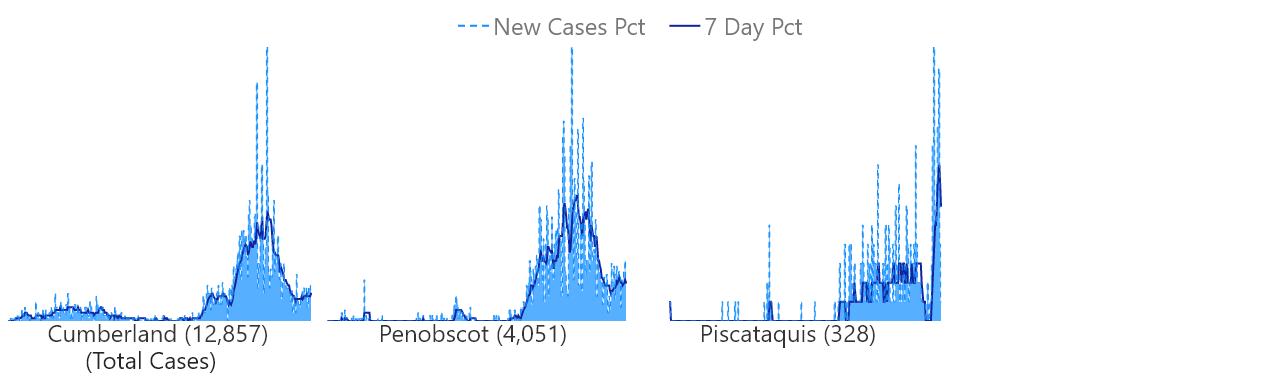 New Cases Pct 7 Day Pct
Cumberland (12,857) Penobscot (4,051) Piscataquis (328)
(Total Cases)